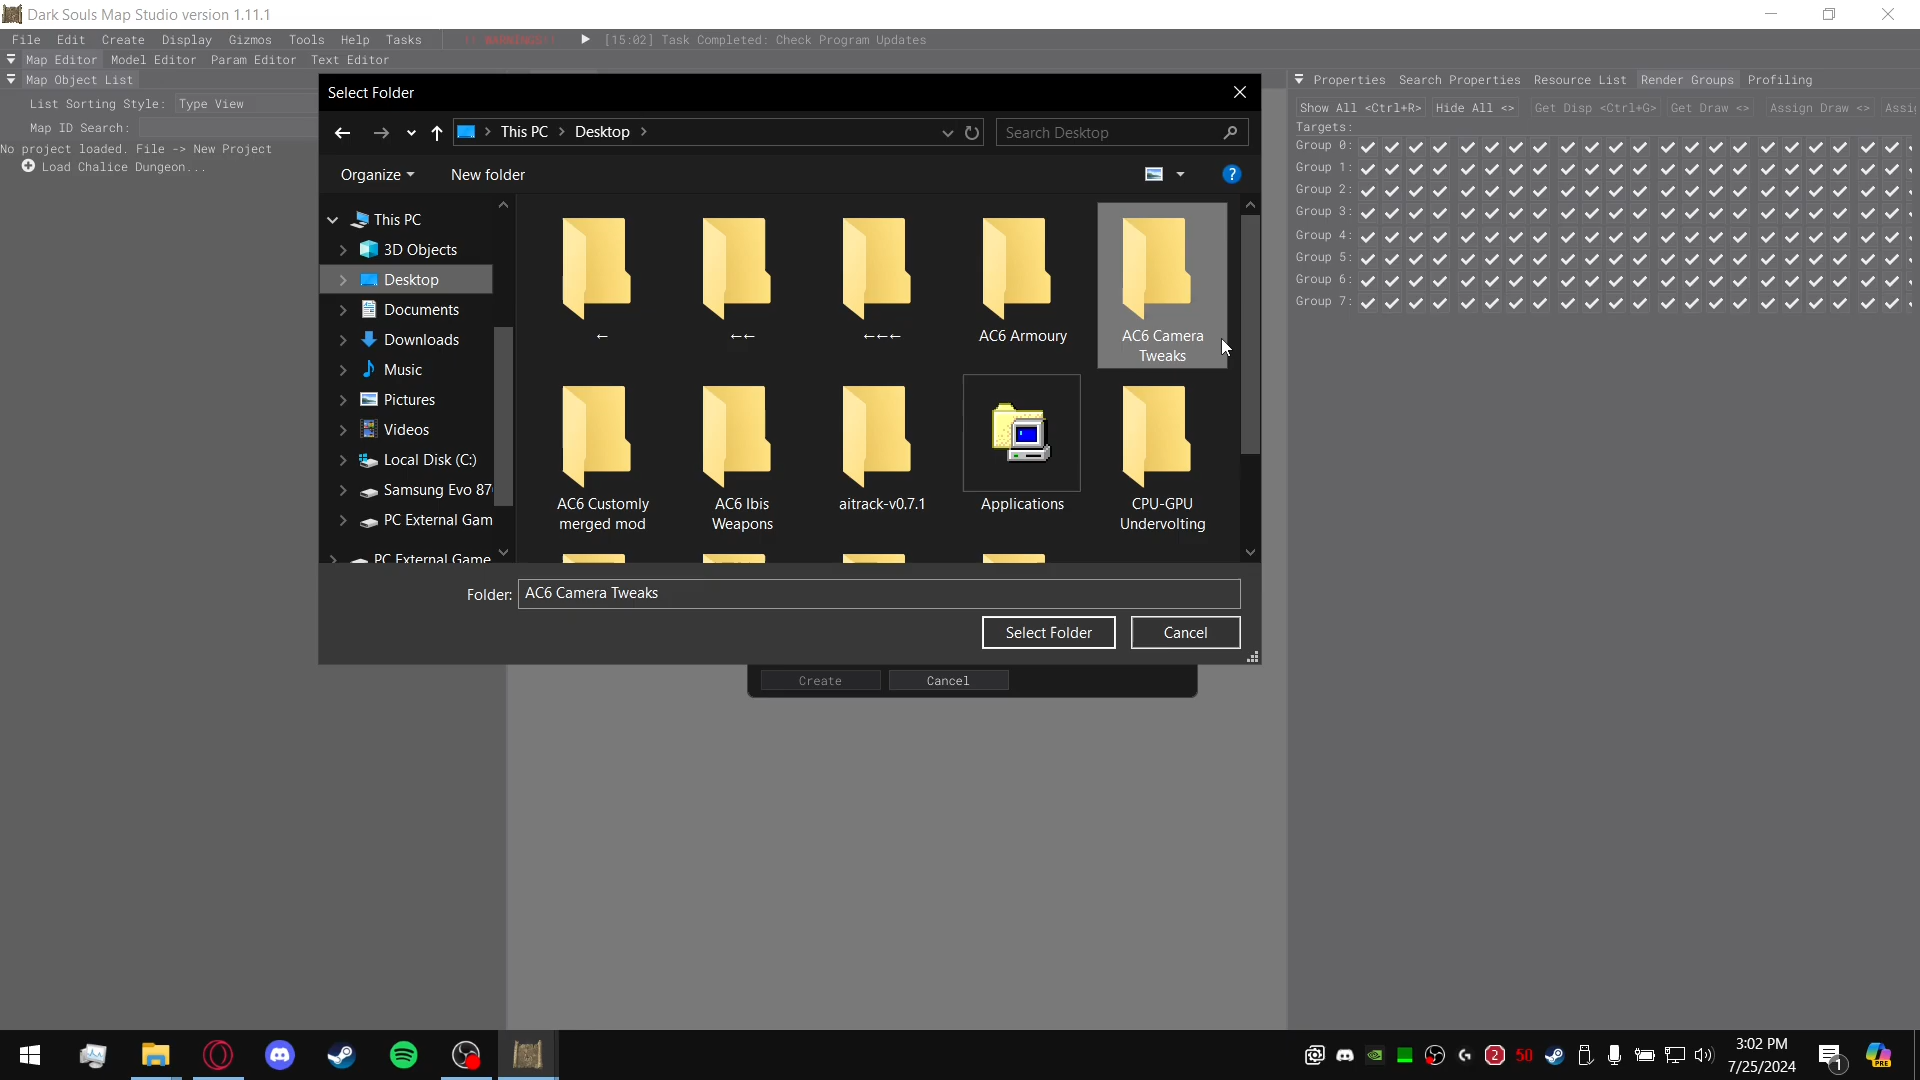 Dark Souls Map Studio version 1.11.1
File Edit Create Display Gizmos Tools Help Tasks !! WARNINGS!! [15:02] Task Completed: Check Program Updates
Map Editor Model Editor Param Editor Text Editor
Map Object List
List Sorting Style: Type View
Map ID Search:
No project loaded. File -> New Project
Load Chalice Dungeon...
Select Folder
This PC > Desktop >
Search Desktop
Organize
New folder
This PC
3D Objects
Desktop
Documents
Downloads
Music
Pictures
Videos
Local Disk (C:)
Samsung Evo 87
PC External Gam
PC External Game
←
←←
←←←
AC6 Armoury
AC6 Camera
Tweaks
AC6 Customly
merged mod
AC6 Ibis
Weapons
aitrack-v0.7.1
Applications
CPU-GPU
Undervolting
Folder: AC6 Camera Tweaks
Select Folder
Cancel
Create
Cancel
Properties Search Properties Resource List Render Groups Profiling
Show All <Ctrl+R> Hide All <> Get Disp <Ctrl+G> Get Draw <> Assign Draw <> Assig
Targets:
Group 0:
Group 1:
Group 2:
Group 3:
Group 4:
Group 5:
Group 6:
Group 7:
2
50
3:02 PM
7/25/2024
1
PRE